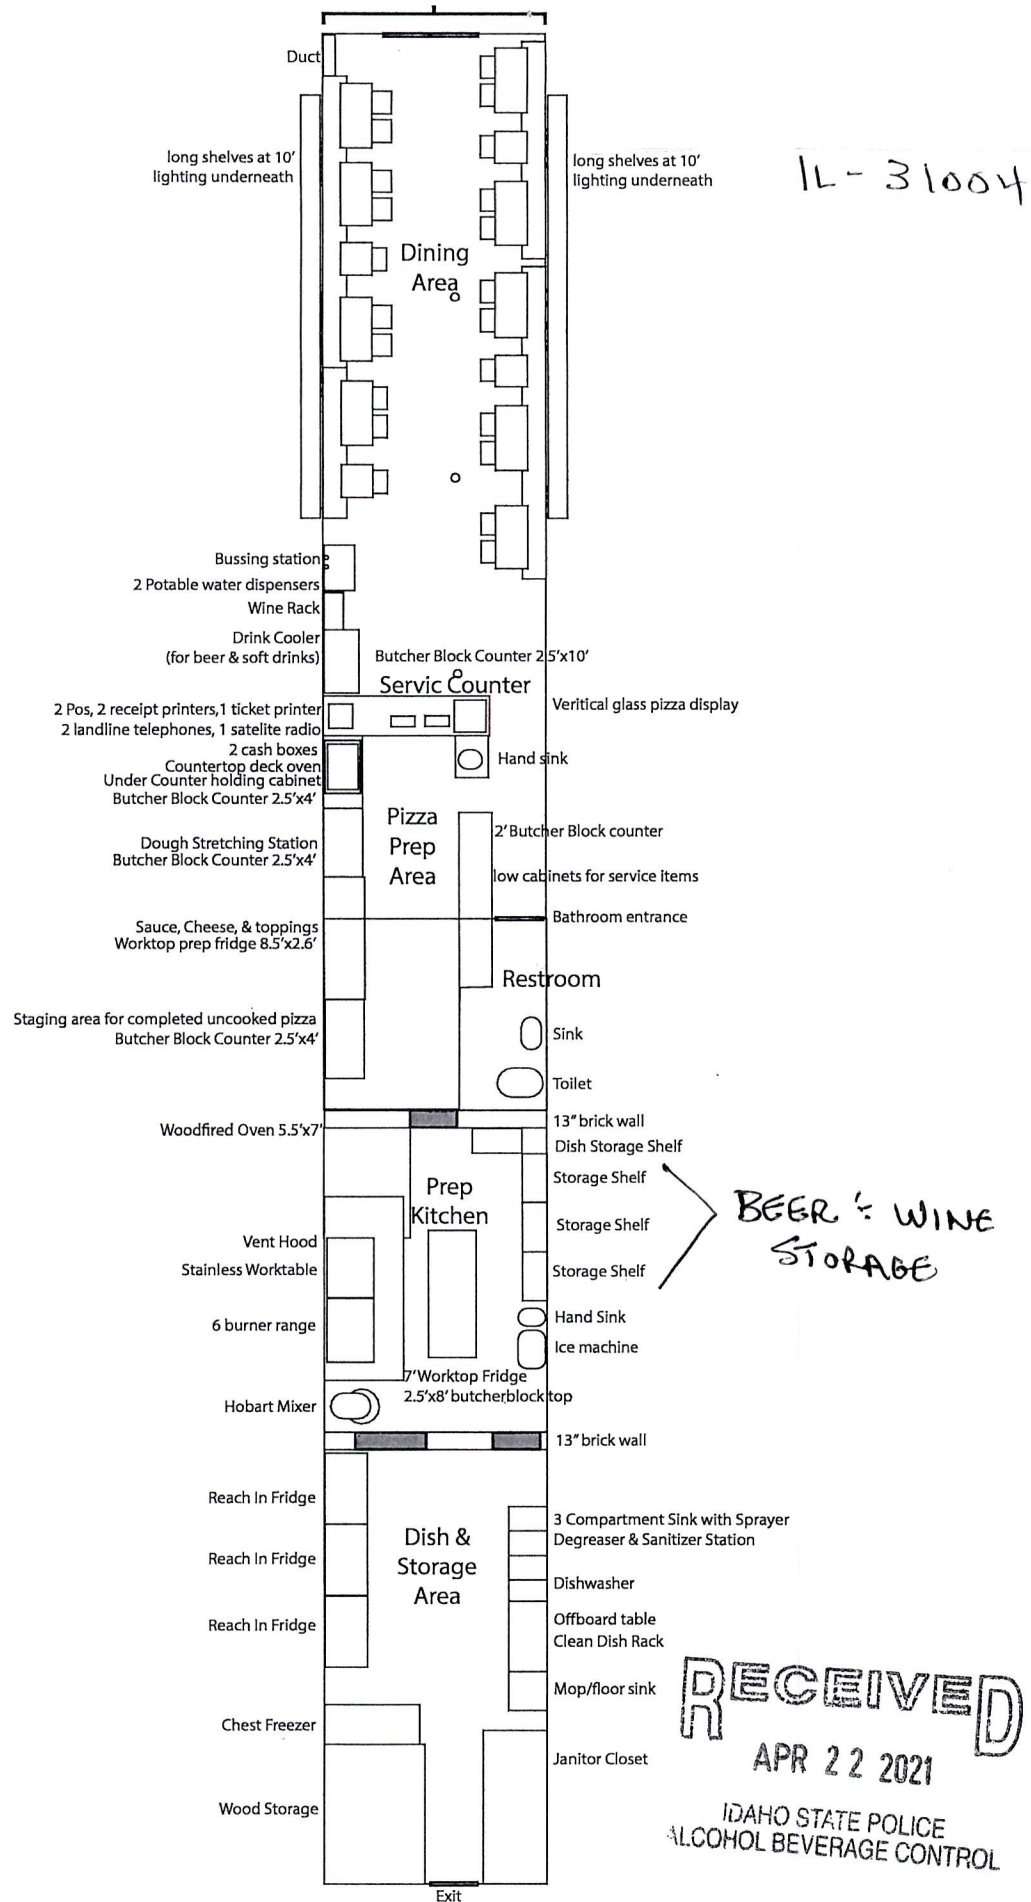 Duct
long shelves at 10'
lighting underneath
long shelves at 10'
lighting underneath
IL-31004
Dining
Area
Bussing station
2 Potable water dispensers
Wine Rack
Drink Cooler
(for beer & soft drinks)
Butcher Block Counter 2.5'x10'
Servic Counter
2 Pos, 2 receipt printers,1 ticket printer
2 landline telephones, 1 satelite radio
Veritical glass pizza display
2 cash boxes
Countertop deck oven
Under Counter holding cabinet
Butcher Block Counter 2.5'x4'
Hand sink
Pizza
Prep
Area
2' Butcher Block counter
Dough Stretching Station
Butcher Block Counter 2.5'x4'
low cabinets for service items
Bathroom entrance
Sauce, Cheese, & toppings
Worktop prep fridge 8.5'x2.6'
Restroom
Staging area for completed uncooked pizza
Butcher Block Counter 2.5'x4'
Sink
Toilet
13" brick wall
Woodfired Oven 5.5'x7'
Dish Storage Shelf
Storage Shelf
Prep
Kitchen
Storage Shelf
BEER & WINE
STORAGE
Vent Hood
Stainless Worktable
Storage Shelf
Hand Sink
6 burner range
Ice machine
7' Worktop Fridge
2.5'x8' butcherblock top
Hobart Mixer
13" brick wall
Reach In Fridge
3 Compartment Sink with Sprayer
Degreaser & Sanitizer Station
Dish &
Storage
Area
Reach In Fridge
Dishwasher
Reach In Fridge
Offboard table
Clean Dish Rack
Mop/floor sink
RECEIVED
Chest Freezer
Janitor Closet
APR 22 2021
Wood Storage
IDAHO STATE POLICE
ALCOHOL BEVERAGE CONTROL
Exit